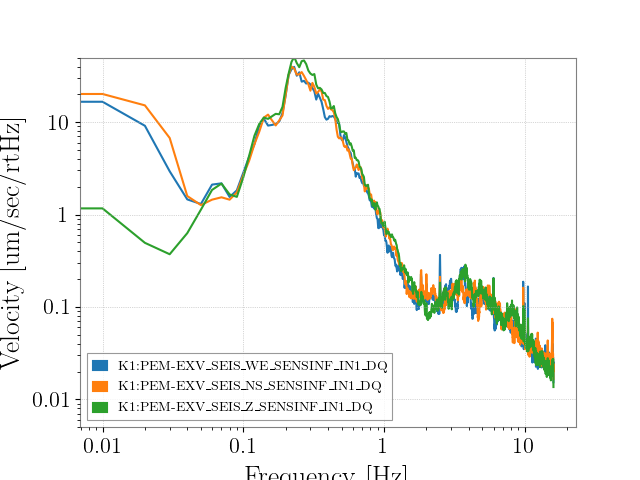 Velocity [um/sec/rtHz]
10
1
0.1
0.01
K1:PEM-EXV_SEIS_WE_SENSINF_IN1_DQ
K1:PEM-EXV_SEIS_NS_SENSINF_IN1_DQ
K1:PEM-EXV_SEIS_Z_SENSINF_IN1_DQ
0.01 0.1 1 10
Frequency [Hz]